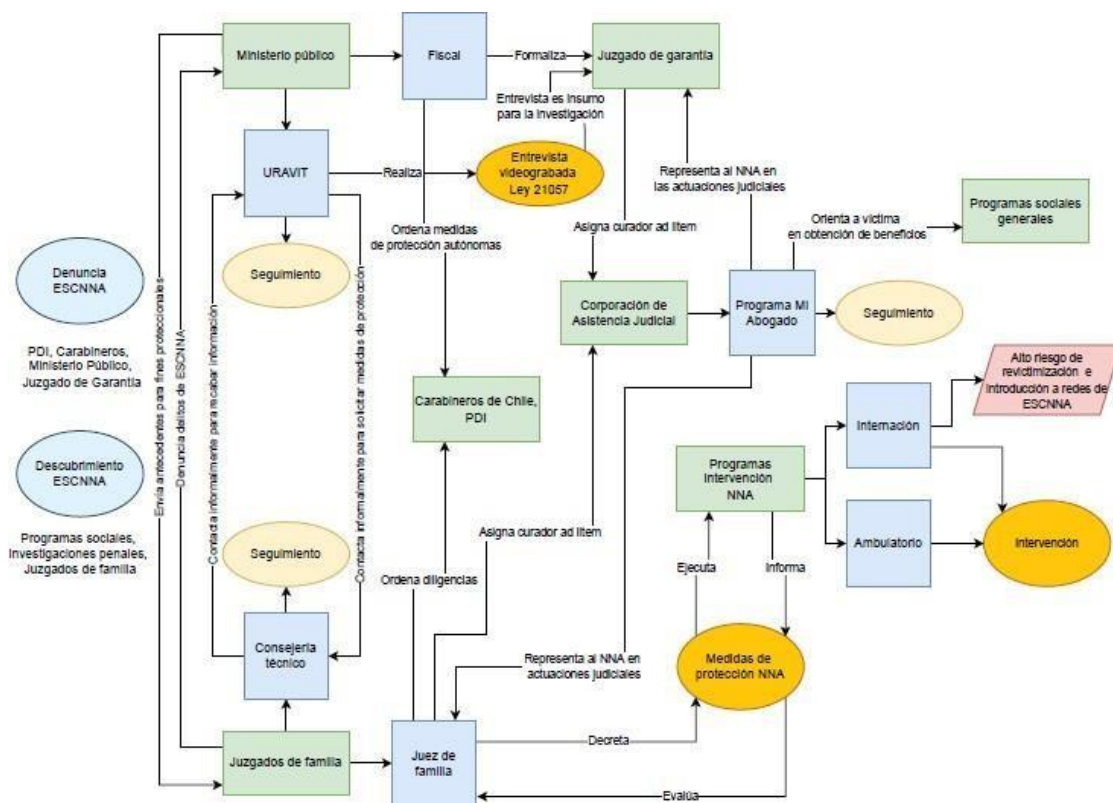 Ministerio público
Fiscal
Formaliza
Juzgado de garantía
Entrevista es insumo
para la investigación
URAVIT
Realiza
Entrevista
videograbada
Ley 21057
Representa al NNA en
las actuaciones judiciales
Programas sociales
generales
Orienta a víctima
en obtención de beneficios
Asigna curador ad litem
Ordena medidas
de protección autónomas
Denuncia
ESCNNA
Seguimiento
PDI, Carabineros,
Ministerio Público,
Juzgado de Garantía
Corporación de
Asistencia Judicial
Programa Mi
Abogado
Seguimiento
Envía antecedentes para fines proteccionales
Denuncia delitos de ESCNNA
Contacta informalmente para recabar información
Contacta informalmente para solicitar medidas de protección
Carabineros de Chile,
PDI
Alto riesgo de
revictimización e
introducción a redes de
ESCNNA
Internación
Descubrimiento
ESCNNA
Programas
Intervención
NNA
Programas sociales,
Investigaciones penales,
Juzgados de familia
Asigna curador ad litem
Ambulatorio
Intervención
Seguimiento
Ordena diligencias
Ejecuta
Informa
Consejería
técnico
Representa al NNA en
actuaciones judiciales
Medidas de
protección NNA
Juzgados de familia
Juez de
familia
Decreta
Evalúa